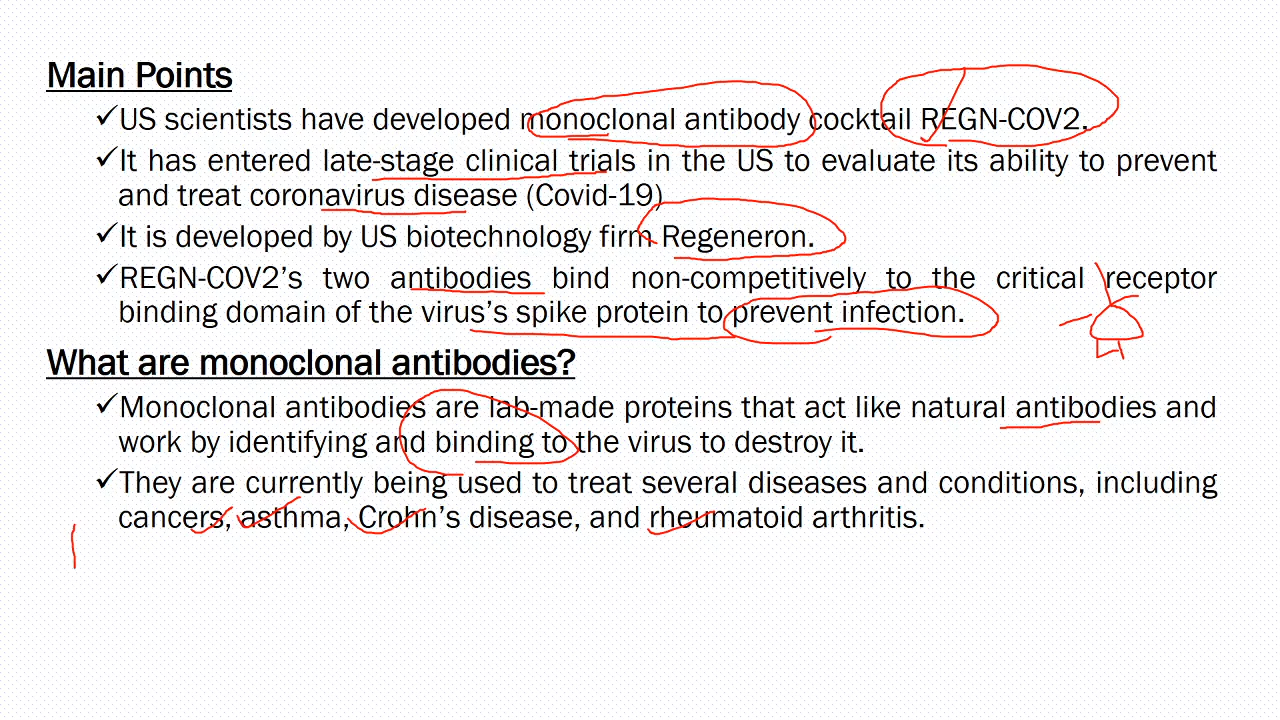 Main Points
✓US scientists have developed monoclonal antibody cocktail REGN-COV2.
✓It has entered late-stage clinical trials in the US to evaluate its ability to prevent
and treat coronavirus disease (Covid-19)
✓It is developed by US biotechnology firm Regeneron.
✓REGN-COV2’s two antibodies bind non-competitively to the critical receptor
binding domain of the virus’s spike protein to prevent infection.
What are monoclonal antibodies?
✓Monoclonal antibodies are lab-made proteins that act like natural antibodies and
work by identifying and binding to the virus to destroy it.
✓They are currently being used to treat several diseases and conditions, including
cancers, asthma, Crohn’s disease, and rheumatoid arthritis.